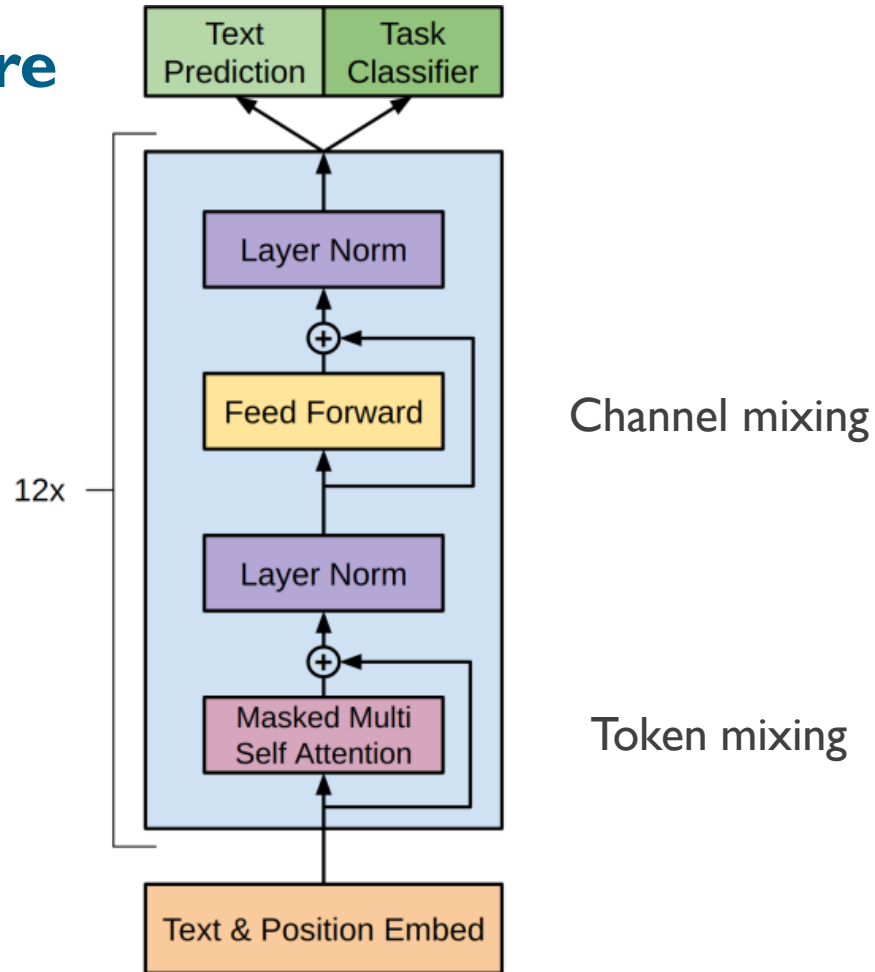 re
Text
Prediction
Task
Classifier
Layer Norm
Feed Forward
Channel mixing
12x
Layer Norm
Masked Multi
Self Attention
Token mixing
Text & Position Embed